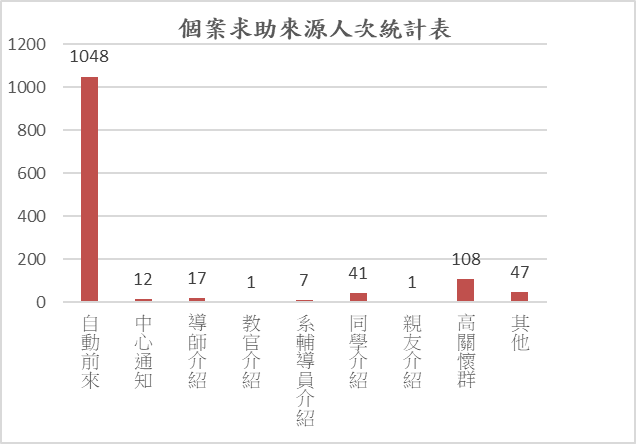 個案求助來源人次統計表
1200
1000
800
600
400
200
0
1048
12
17
1
7
41
1
108
47
自動前來
中心通知
導師介紹
教官介紹
系輔導員介紹
同學介紹
親友介紹
高關懷群
其他